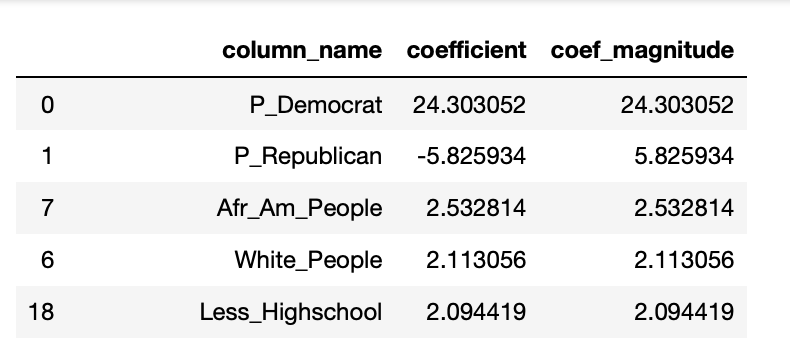 column_name coefficient coef_magnitude
0 P_Democrat 24.303052 24.303052
1 P_Republican -5.825934 5.825934
7 Afr_Am_People 2.532814 2.532814
6 White_People 2.113056 2.113056
18 Less_Highschool 2.094419 2.094419